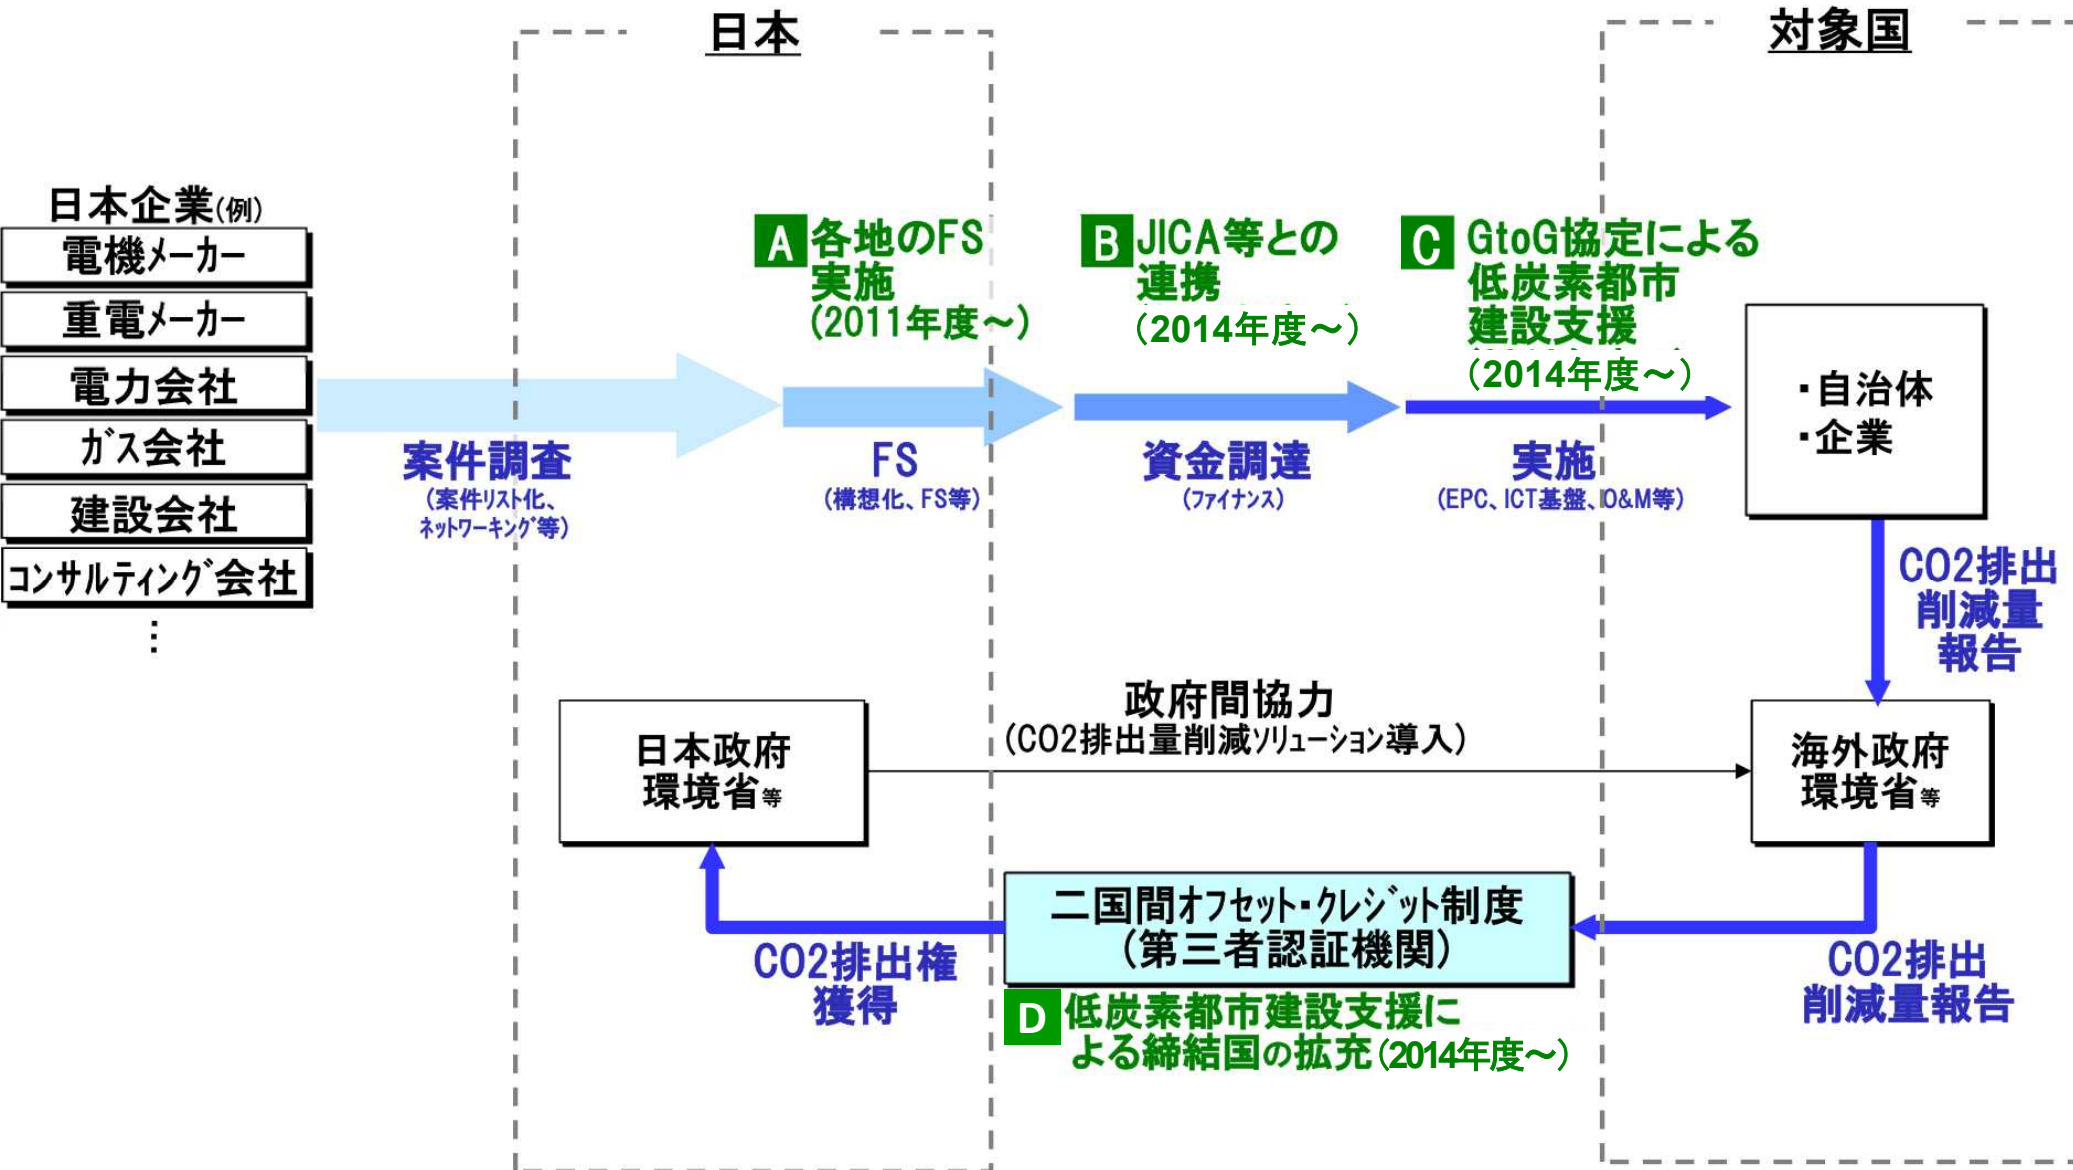 日本
対象国
日本企業(例)
電機メーカー
重電メーカー
電力会社
ガス会社
建設会社
コンサルティング会社
⋮
A 各地のFS
実施
(2011年度～)
B JICA等との
連携
(2014年度～)
C GtoG協定による
低炭素都市
建設支援
(2014年度～)
案件調査
(案件リスト化、
ネットワーキング等)
FS
(構想化、FS等)
資金調達
(ファイナンス)
実施
(EPC、ICT基盤、O&M等)
・自治体
・企業
CO2排出
削減量
報告
日本政府
環境省等
政府間協力
(CO2排出量削減ソリューション導入)
海外政府
環境省等
二国間オフセット・クレジット制度
(第三者認証機関)
CO2排出権
獲得
CO2排出
削減量報告
D 低炭素都市建設支援に
よる締結国の拡充(2014年度～)